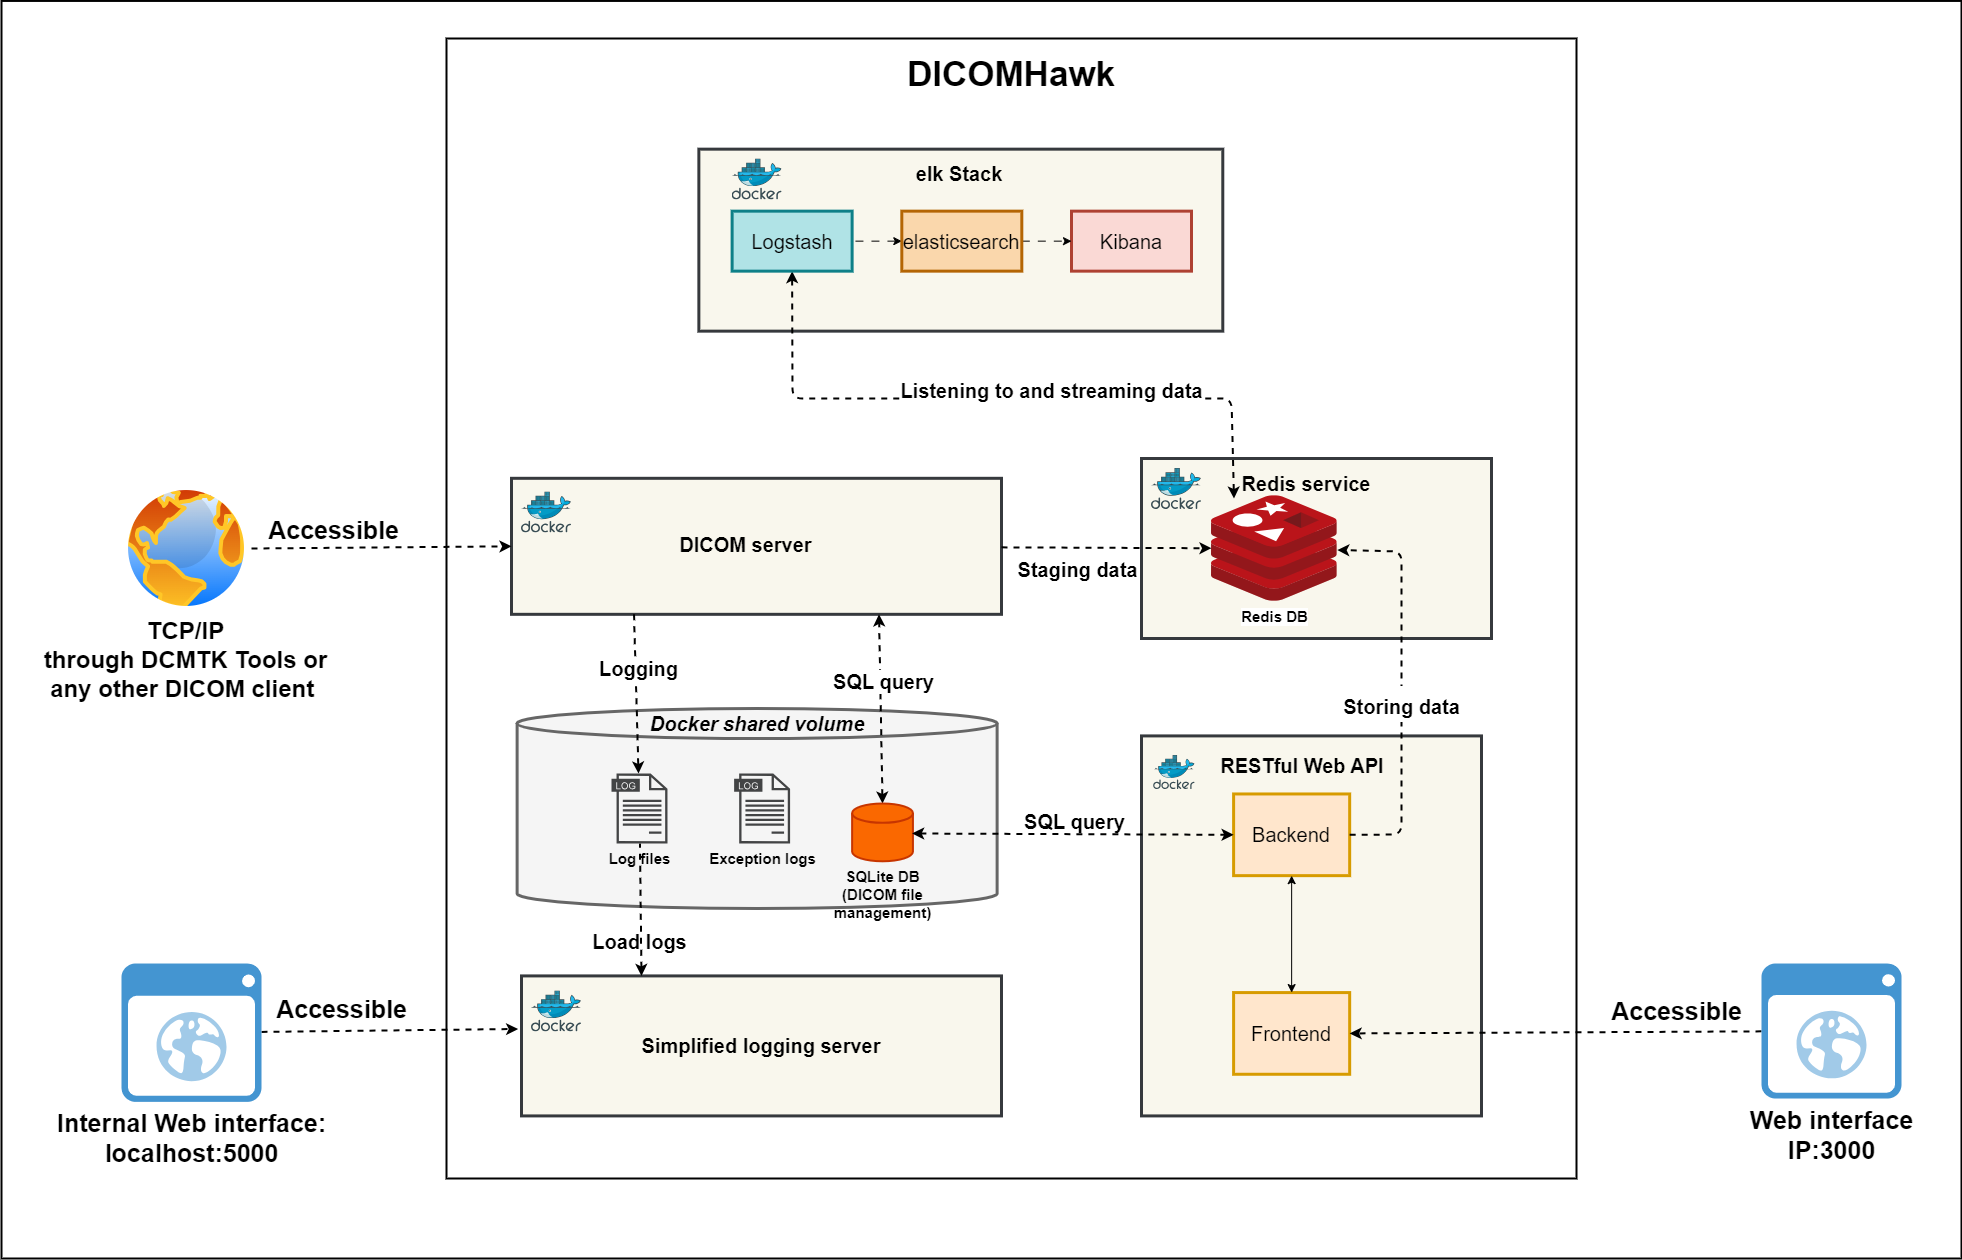 DICOMHawk
elk Stack
docker
Logstash
elasticsearch
Kibana
Listening to and streaming data
docker
Redis service
Redis DB
docker
DICOM server
Accessible
TCP/IP
through DCMTK Tools or
any other DICOM client
Staging data
Logging
SQL query
Storing data
Docker shared volume
LOG
Log files
LOG
Exception logs
SQLite DB
(DICOM file
management)
SQL query
docker
RESTful Web API
Backend
Frontend
Load logs
docker
Simplified logging server
Accessible
Internal Web interface:
localhost:5000
Accessible
Web interface
IP:3000